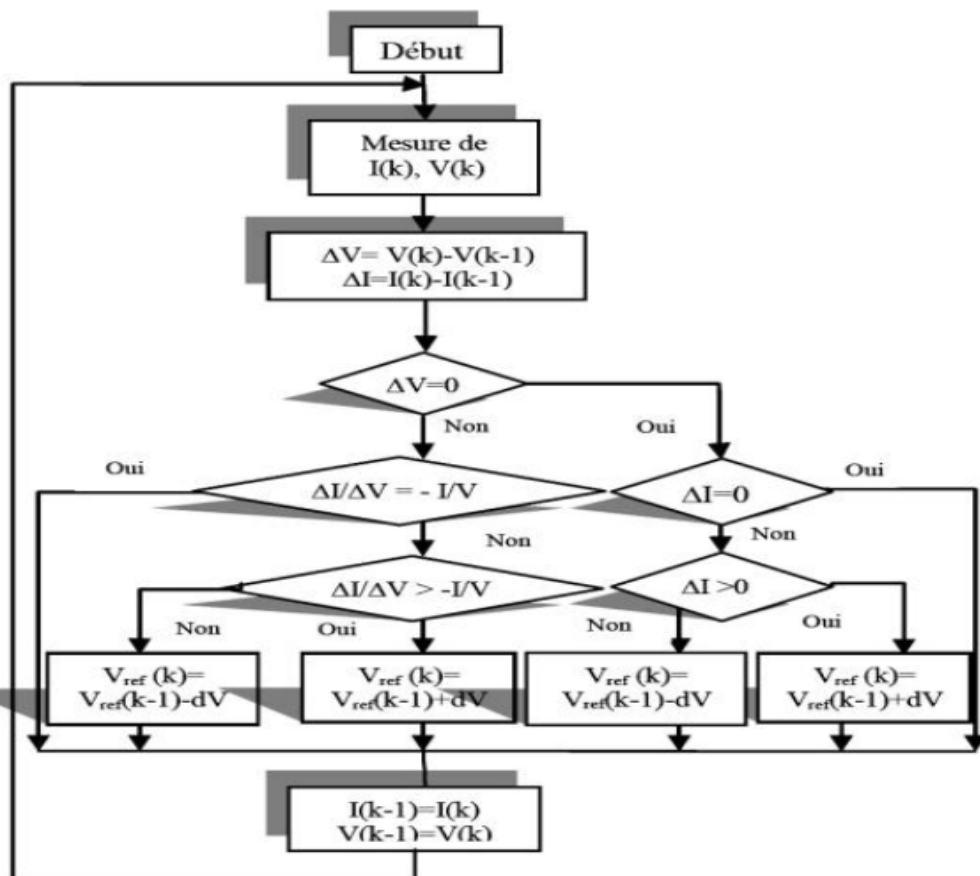 Début
Mesure de
I(k), V(k)
ΔV= V(k)-V(k-1)
ΔI=I(k)-I(k-1)
ΔV=0
Non
Oui
Oui
ΔI/ΔV = - I/V
ΔI=0
Oui
Non
Non
ΔI/ΔV > -I/V
ΔI >0
Non
Oui
Non
Oui
Vref (k)=
Vref(k-1)-dV
Vref (k)=
Vref(k-1)+dV
Vref (k)=
Vref(k-1)-dV
Vref (k)=
Vref(k-1)+dV
I(k-1)=I(k)
V(k-1)=V(k)